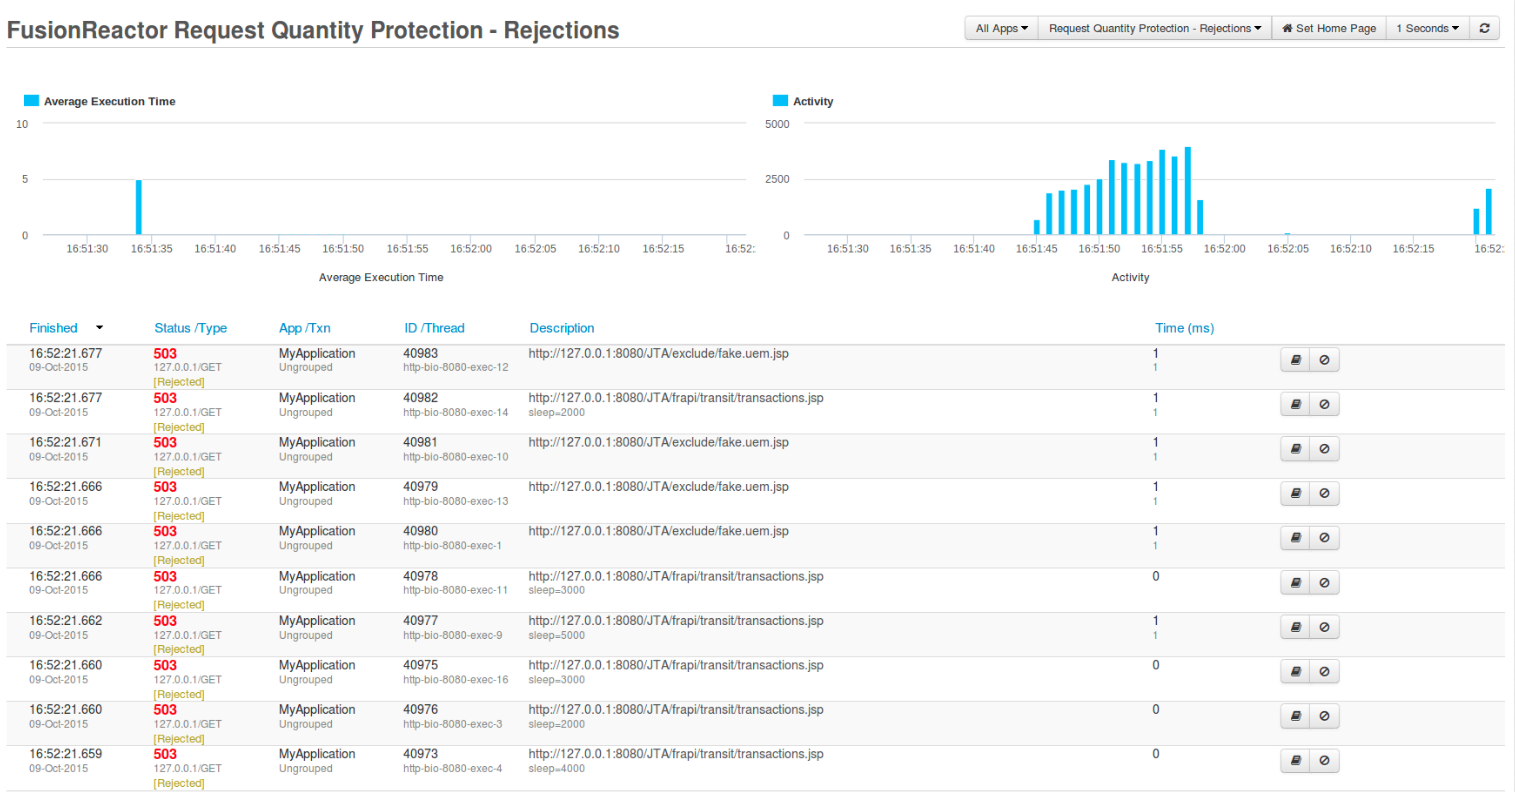 FusionReactor Request Quantity Protection - Rejections
All Apps Request Quantity Protection - Rejections Set Home Page 1 Seconds
Average Execution Time
10
5
0
16:51:30 16:51:35 16:51:40 16:51:45 16:51:50 16:51:55 16:52:00 16:52:05 16:52:10 16:52:15 16:52:
Average Execution Time
Activity
5000
2500
0
16:51:30 16:51:35 16:51:40 16:51:45 16:51:50 16:51:55 16:52:00 16:52:05 16:52:10 16:52:15 16:52:
Activity
Finished Status /Type App /Txn ID /Thread Description Time (ms)
16:52:21.677 503 MyApplication 40983 http://127.0.0.1:8080/JTA/exclude/fake.uem.jsp 1
09-Oct-2015 127.0.0.1/GET Ungrouped http-bio-8080-exec-12 1
[Rejected]
16:52:21.677 503 MyApplication 40982 http://127.0.0.1:8080/JTA/frapi/transit/transactions.jsp 1
09-Oct-2015 127.0.0.1/GET Ungrouped http-bio-8080-exec-14 sleep=2000 1
[Rejected]
16:52:21.671 503 MyApplication 40981 http://127.0.0.1:8080/JTA/exclude/fake.uem.jsp 1
09-Oct-2015 127.0.0.1/GET Ungrouped http-bio-8080-exec-10 1
[Rejected]
16:52:21.666 503 MyApplication 40979 http://127.0.0.1:8080/JTA/exclude/fake.uem.jsp 1
09-Oct-2015 127.0.0.1/GET Ungrouped http-bio-8080-exec-13 1
[Rejected]
16:52:21.666 503 MyApplication 40980 http://127.0.0.1:8080/JTA/exclude/fake.uem.jsp 1
09-Oct-2015 127.0.0.1/GET Ungrouped http-bio-8080-exec-1 1
[Rejected]
16:52:21.666 503 MyApplication 40978 http://127.0.0.1:8080/JTA/frapi/transit/transactions.jsp 0
09-Oct-2015 127.0.0.1/GET Ungrouped http-bio-8080-exec-11 sleep=3000
[Rejected]
16:52:21.662 503 MyApplication 40977 http://127.0.0.1:8080/JTA/frapi/transit/transactions.jsp 1
09-Oct-2015 127.0.0.1/GET Ungrouped http-bio-8080-exec-9 sleep=5000 1
[Rejected]
16:52:21.660 503 MyApplication 40975 http://127.0.0.1:8080/JTA/frapi/transit/transactions.jsp 0
09-Oct-2015 127.0.0.1/GET Ungrouped http-bio-8080-exec-16 sleep=3000
[Rejected]
16:52:21.660 503 MyApplication 40976 http://127.0.0.1:8080/JTA/frapi/transit/transactions.jsp 0
09-Oct-2015 127.0.0.1/GET Ungrouped http-bio-8080-exec-3 sleep=2000
[Rejected]
16:52:21.659 503 MyApplication 40973 http://127.0.0.1:8080/JTA/frapi/transit/transactions.jsp 0
09-Oct-2015 127.0.0.1/GET Ungrouped http-bio-8080-exec-4 sleep=4000
[Rejected]